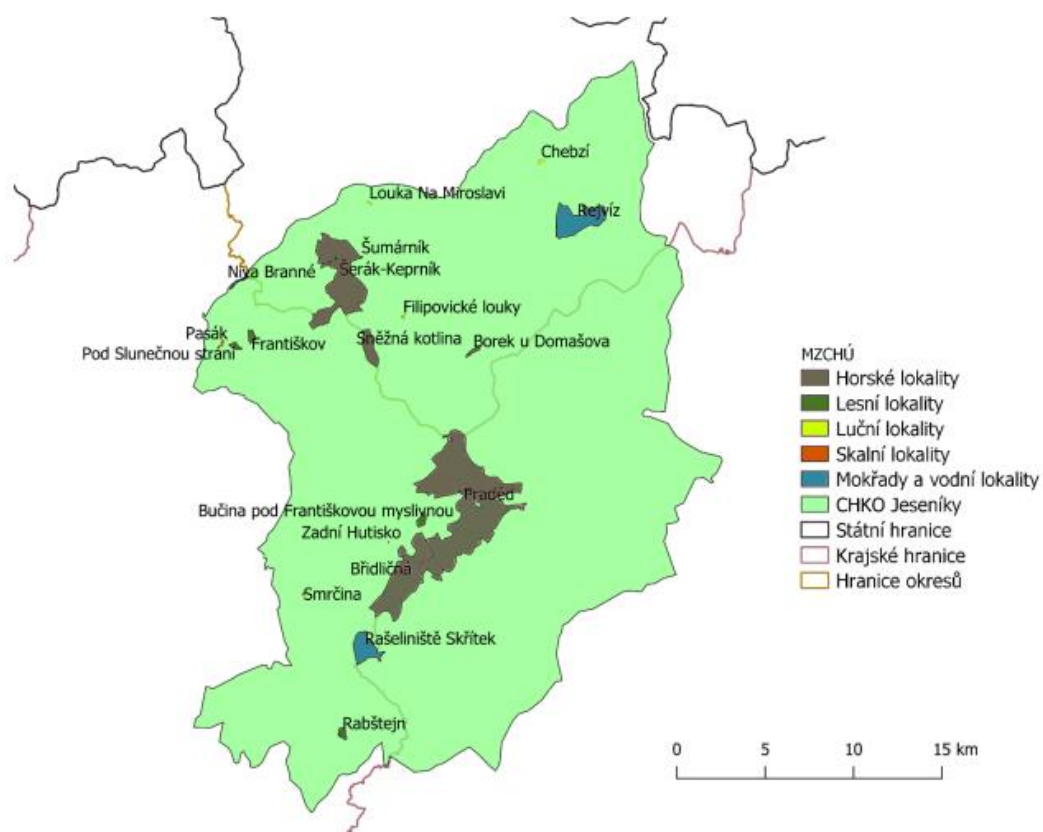 Chebzí
Louka Na Miroslavi
Rejvíz
Šumárník
Niva Branné
Šerák-Keprník
Filipovické louky
Pasák
Sněžná kotlina
Borek u Domašova
Františkov
Pod Slunečnou strání
MZCHÚ
Horské lokality
Lesní lokality
Luční lokality
Skalní lokality
Mokřady a vodní lokality
CHKO Jeseníky
Státní hranice
Krajské hranice
Hranice okresů
Praděd
Bučina pod Františkovou myslivnou
Zadní Hutisko
Břidličná
Smrčina
Rašeliniště Skřítek
Rabštejn
0 5 10 15 km